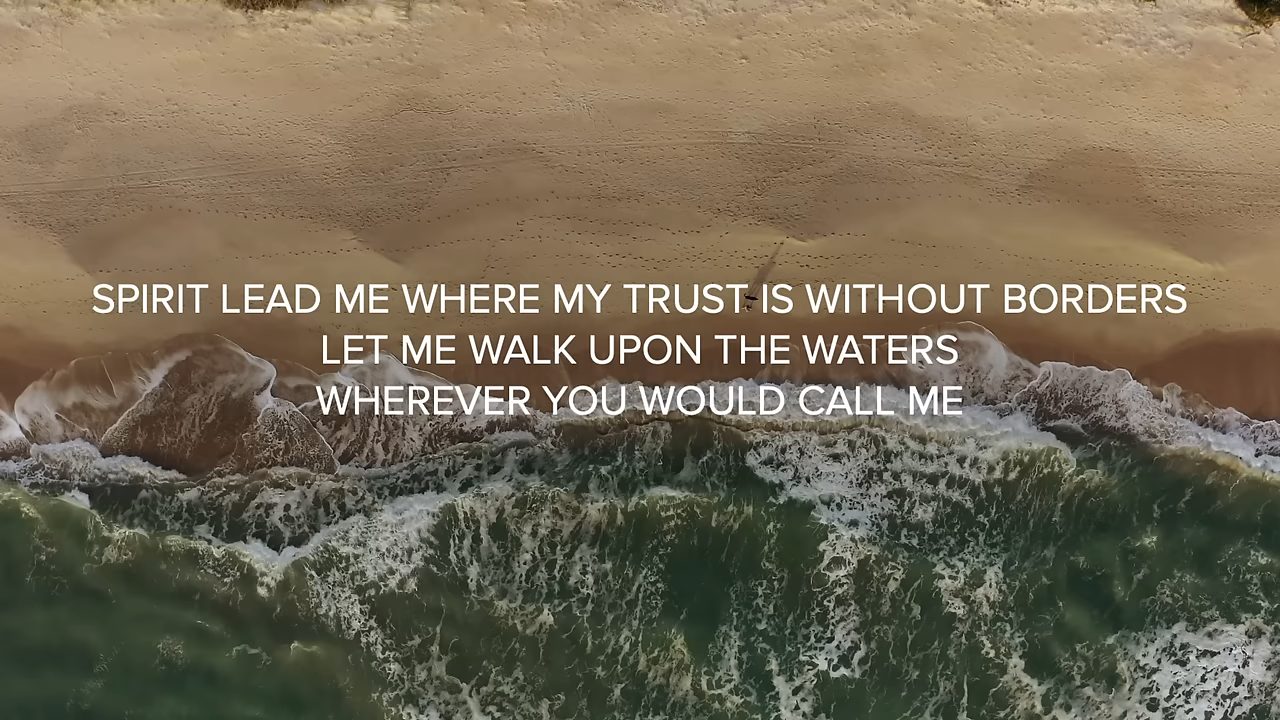 SPIRIT LEAD ME WHERE MY TRUST IS WITHOUT BORDERS
LET ME WALK UPON THE WATERS
WHEREVER YOU WOULD CALL ME